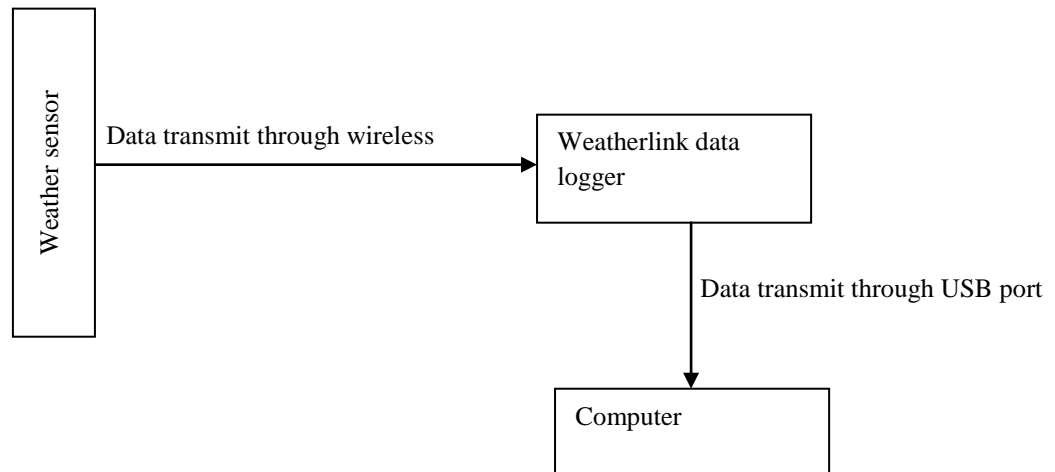 Weather sensor
Data transmit through wireless
Weatherlink data
logger
Data transmit through USB port
Computer